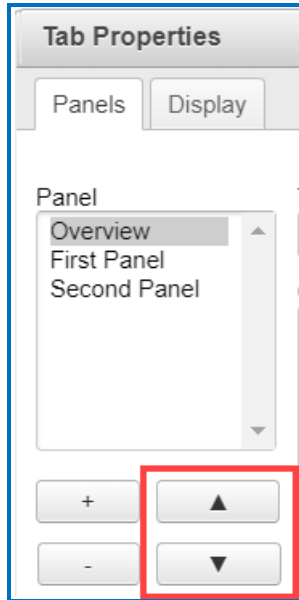 Tab Properties
Panels Display
Panel
Overview
First Panel
Second Panel
+ ▲
- ▼